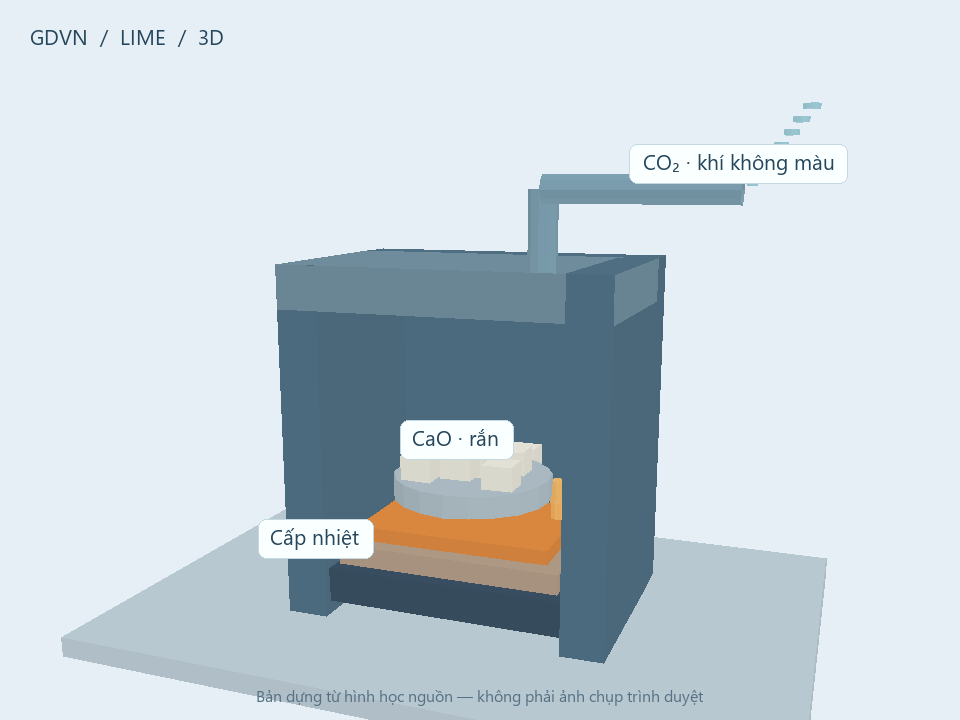 GDVN / LIME / 3D
CO₂ · khí không màu
CaO · rắn
Cấp nhiệt
Bản dựng từ hình học nguồn — không phải ảnh chụp trình duyệt